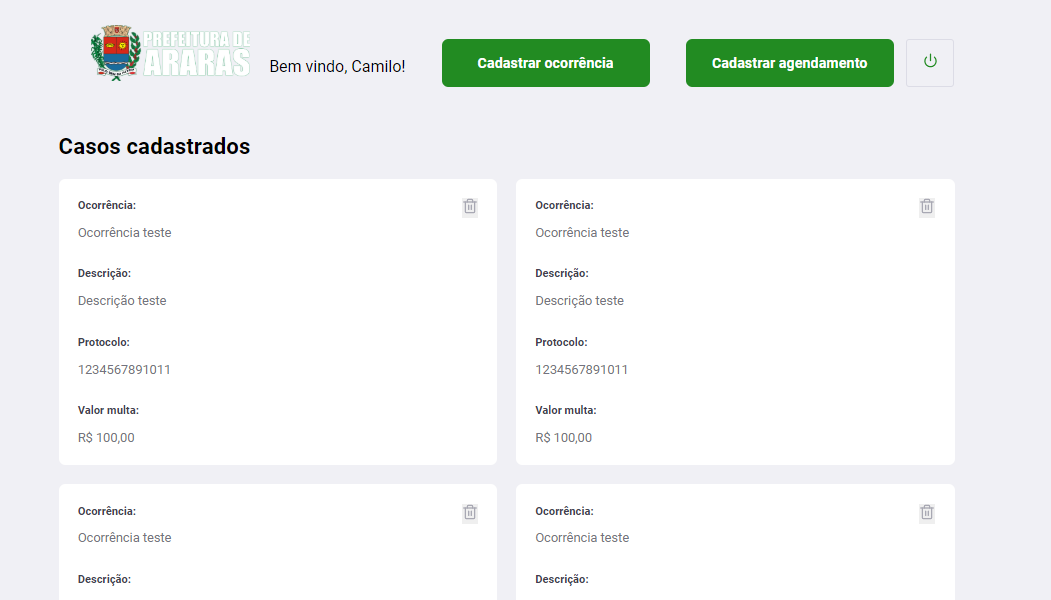 PREFEITURA DE
ARARAS
Bem vindo, Camilo!
Cadastrar ocorrência
Cadastrar agendamento
Casos cadastrados
Ocorrência:
Ocorrência teste
Descrição:
Descrição teste
Protocolo:
1234567891011
Valor multa:
R$ 100,00
Ocorrência:
Ocorrência teste
Descrição:
Descrição teste
Protocolo:
1234567891011
Valor multa:
R$ 100,00
Ocorrência:
Ocorrência teste
Descrição:
Ocorrência:
Ocorrência teste
Descrição: